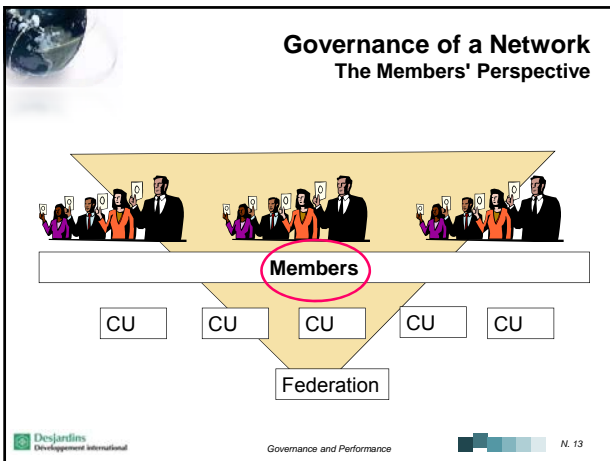 Governance of a Network
The Members' Perspective
Members
CU CU CU CU CU
Federation
Desjardins
Développement international
Governance and Performance
N. 13